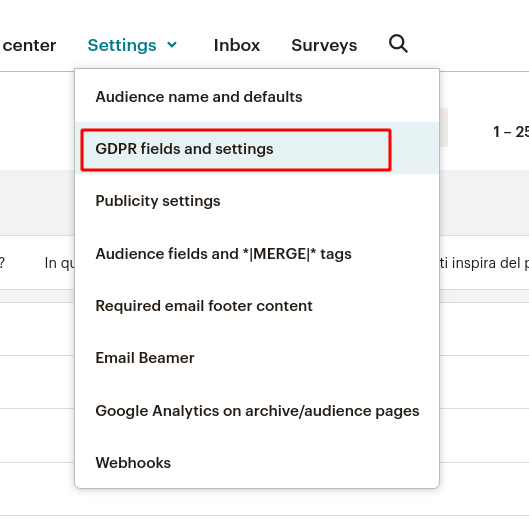 center Settings Inbox Surveys
Audience name and defaults
1 – 25
GDPR fields and settings
Publicity settings
Audience fields and *|MERGE|* tags
? In qu ti inspira del p
Required email footer content
Email Beamer
Google Analytics on archive/audience pages
Webhooks